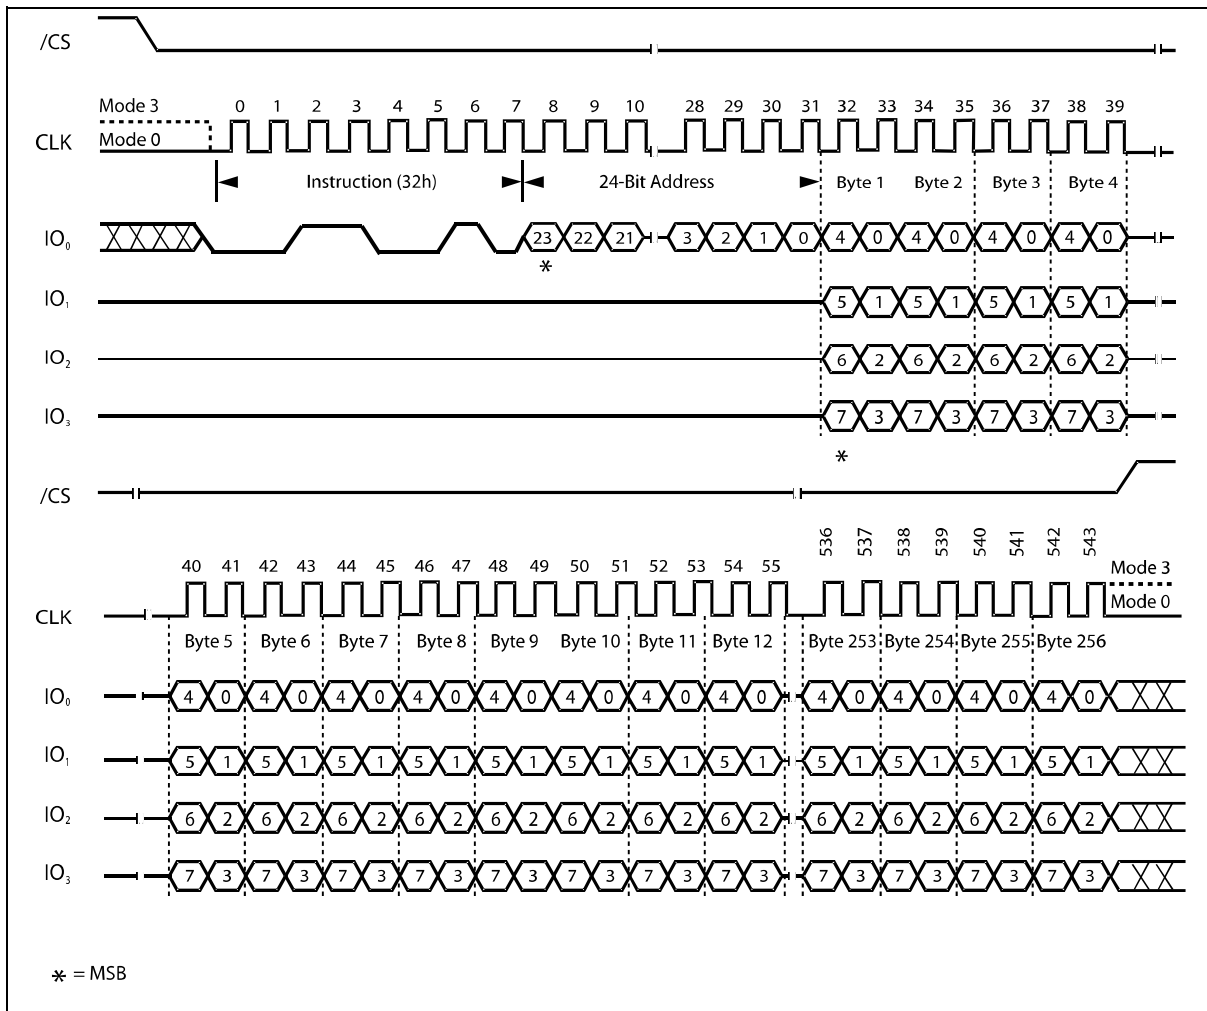 /CS
Mode 3
0 1 2 3 4 5 6 7 8 9 10 28 29 30 31 32 33 34 35 36 37 38 39
Mode 0
CLK
Instruction (32h) 24-Bit Address Byte 1 Byte 2 Byte 3 Byte 4
IO₀ 23 22 21 3 2 1 0 4 0 4 0 4 0 4 0
*
IO₁ 5 1 5 1 5 1 5 1
IO₂ 6 2 6 2 6 2 6 2
IO₃ 7 3 7 3 7 3 7 3
*
/CS
536 537 538 539 540 541 542 543
40 41 42 43 44 45 46 47 48 49 50 51 52 53 54 55 Mode 3
Mode 0
CLK
Byte 5 Byte 6 Byte 7 Byte 8 Byte 9 Byte 10 Byte 11 Byte 12 Byte 253 Byte 254 Byte 255 Byte 256
IO₀ 4 0 4 0 4 0 4 0 4 0 4 0 4 0 4 0 4 0 4 0 4 0 4 0
IO₁ 5 1 5 1 5 1 5 1 5 1 5 1 5 1 5 1 5 1 5 1 5 1 5 1
IO₂ 6 2 6 2 6 2 6 2 6 2 6 2 6 2 6 2 6 2 6 2 6 2 6 2
IO₃ 7 3 7 3 7 3 7 3 7 3 7 3 7 3 7 3 7 3 7 3 7 3 7 3
* = MSB